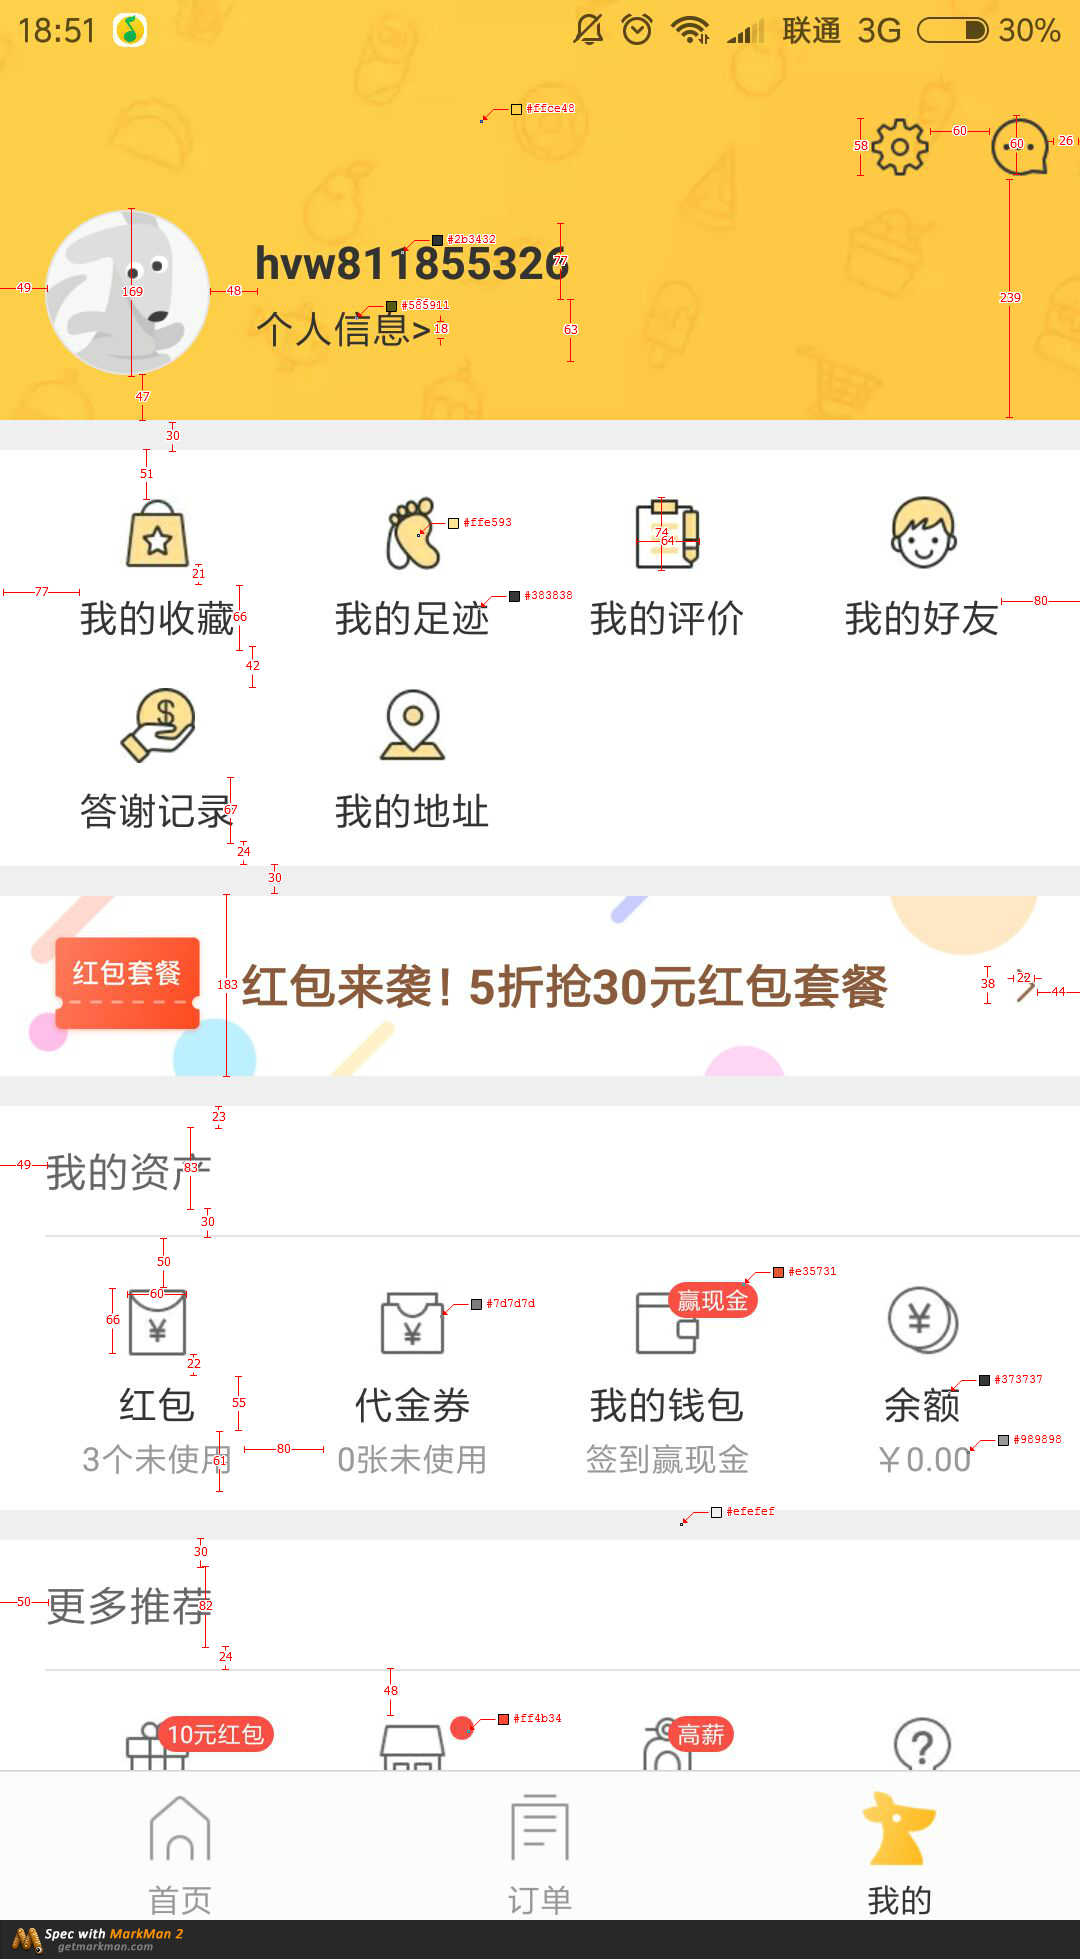 18:51 联通 3G 30%
#ffce48
58 60 60 26
#2b3432
hvw811855326
77
49 169 48
239
#585911
个人信息>
18 63
47
30
51
#ffe593
74
64
21
77
#383838
80
我的收藏 我的足迹 我的评价 我的好友
66
42
$
答谢记录 我的地址
67
24
30
红包套餐
183
红包来袭！5折抢30元红包套餐
38 22 44
23
49
我的资产
83
30
50
#e35731
60
赢现金
66
#7d7d7d
¥ ¥ ¥
22
#373737
55
红包 代金券 我的钱包 余额
#989898
80
3个未使用 0张未使用 签到赢现金 ￥0.00
61
#efefef
30
50
更多推荐
82
24
48
#ff4b34
10元红包 高薪 ?
首页 订单 我的
Spec with MarkMan 2
getmarkman.com